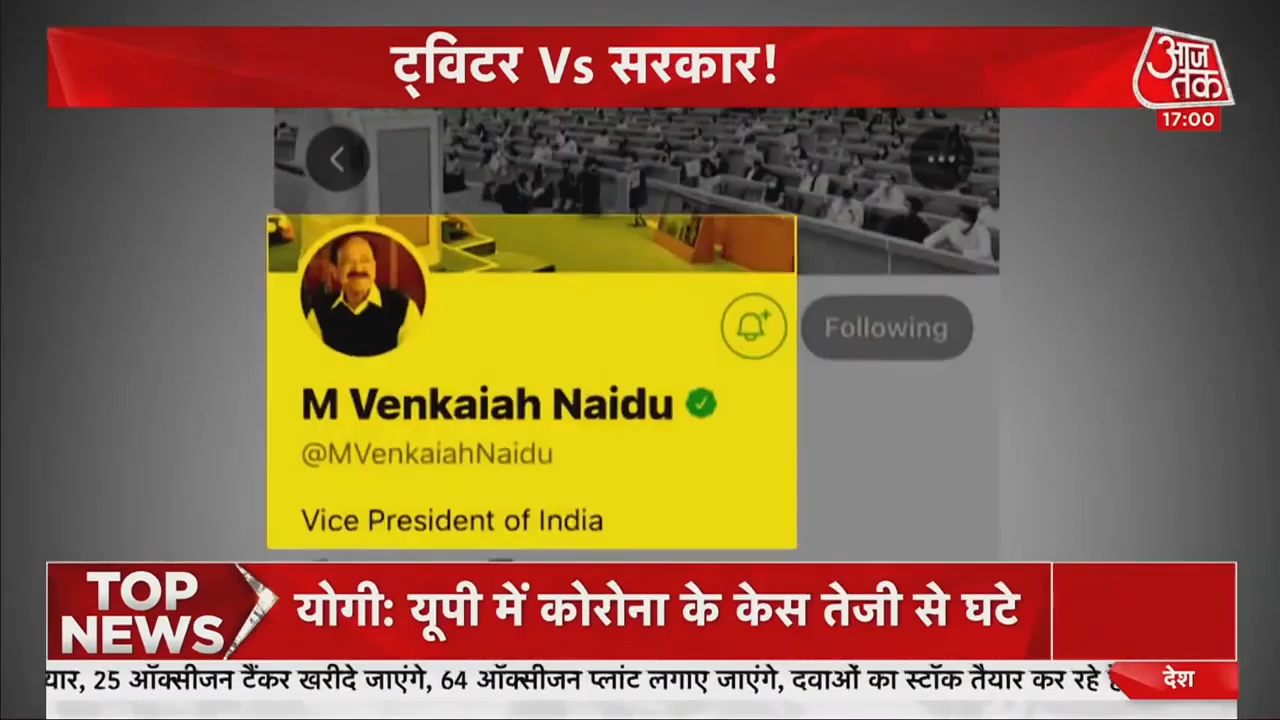 ट्विटर Vs सरकार!
आज
तक
17:00
Following
M Venkaiah Naidu
@MVenkaiahNaidu
Vice President of India
TOP
NEWS
योगी: यूपी में कोरोना के केस तेजी से घटे
यार, 25 ऑक्सीजन टैंकर खरीदे जाएंगे, 64 ऑक्सीजन प्लांट लगाए जाएंगे, दवाओं का स्टॉक तैयार कर रहे
देश